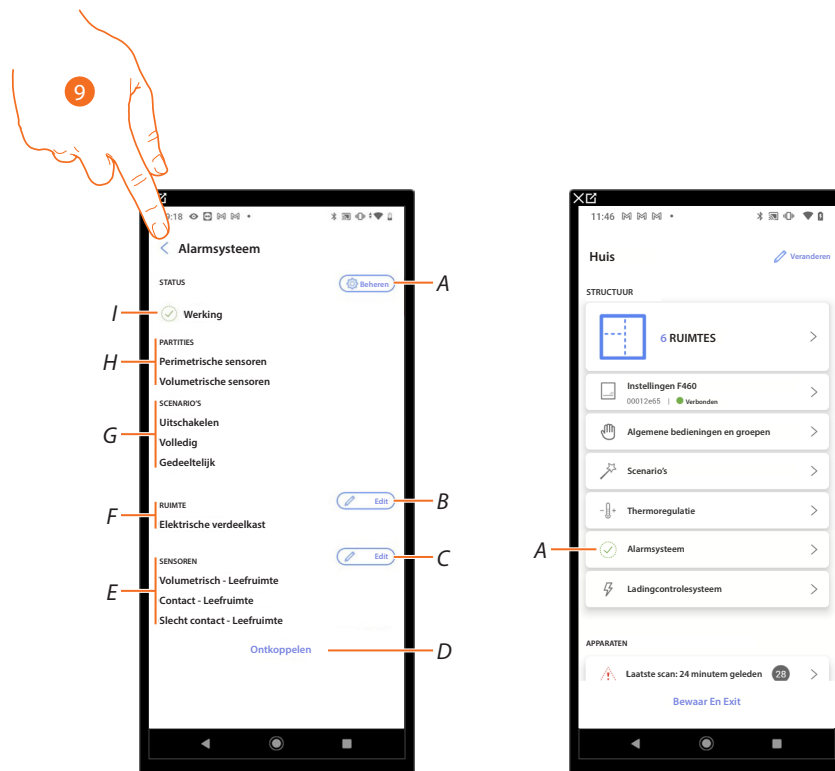 9
:18
Alarmsysteem
STATUS
Beheren
A
I
Werking
PARTITIES
H
Perimetrische sensoren
Volumetrische sensoren
SCENARIO'S
Uitschakelen
G
Volledig
Gedeeltelijk
Edit
B
RUIMTE
F
Elektrische verdeelkast
Edit
C
SENSOREN
Volumetrisch - Leefruimte
E
Contact - Leefruimte
Slecht contact - Leefruimte
Ontkoppelen
D
11:46
Huis
Veranderen
STRUCTUUR
6 RUIMTES
Instellingen F460
00012e65 | Verbonden
Algemene bedieningen en groepen
Scenario's
Thermoregulatie
A
Alarmsysteem
Ladingcontrolesysteem
APPARATEN
Laatste scan: 24 minutem geleden 28
Bewaar En Exit